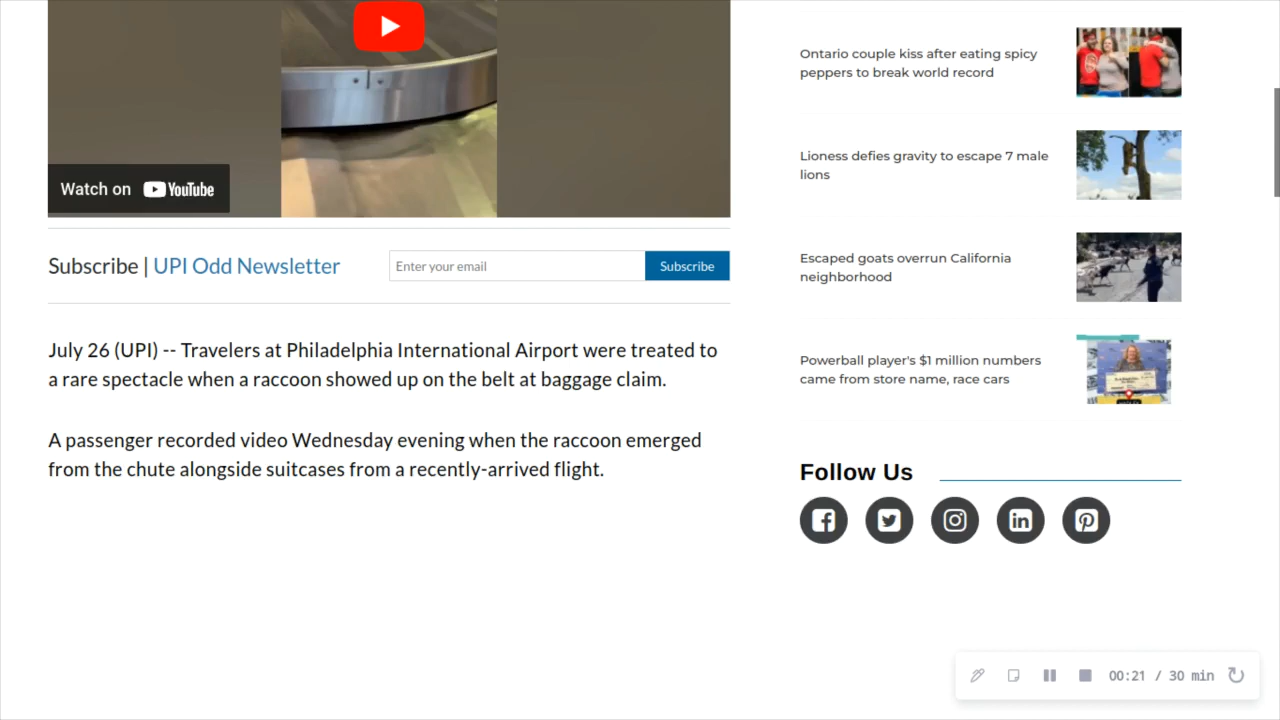 Watch on YouTube
Subscribe | UPI Odd Newsletter
Enter your email
Subscribe
July 26 (UPI) -- Travelers at Philadelphia International Airport were treated to
a rare spectacle when a raccoon showed up on the belt at baggage claim.
A passenger recorded video Wednesday evening when the raccoon emerged
from the chute alongside suitcases from a recently-arrived flight.
Ontario couple kiss after eating spicy
peppers to break world record
Lioness defies gravity to escape 7 male
lions
Escaped goats overrun California
neighborhood
Powerball player's $1 million numbers
came from store name, race cars
Follow Us
00:21 / 30 min